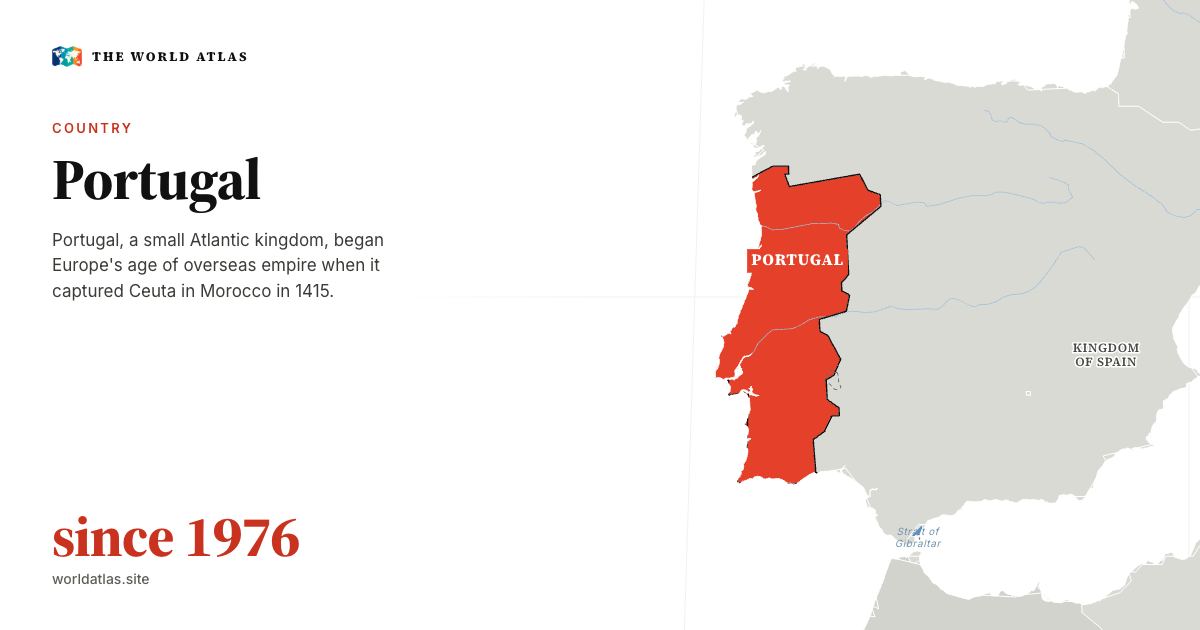 THE WORLD ATLAS
COUNTRY
Portugal
Portugal, a small Atlantic kingdom, began
Europe's age of overseas empire when it
captured Ceuta in Morocco in 1415.
since 1976
worldatlas.site
PORTUGAL
KINGDOM
OF SPAIN
Strait of
Gibraltar